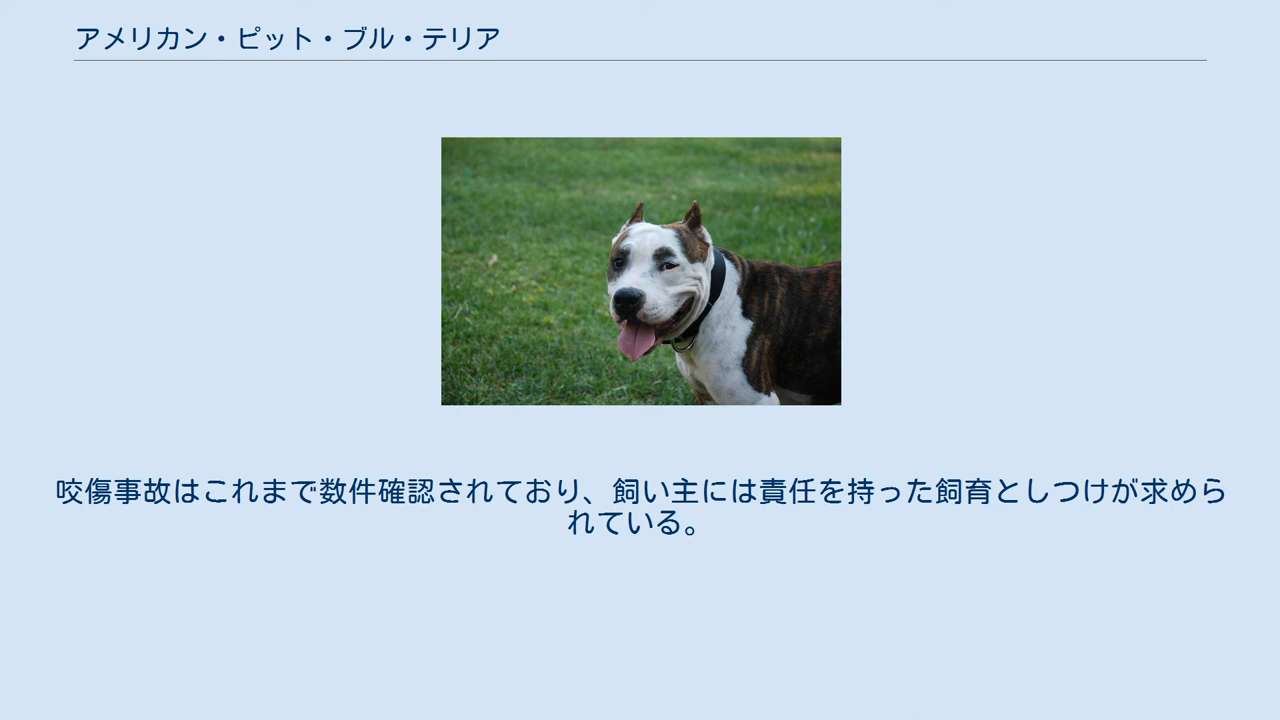 アメリカン・ピット・ブル・テリア
咬傷事故はこれまで数件確認されており、飼い主には責任を持った飼育としつけが求めら
れている。